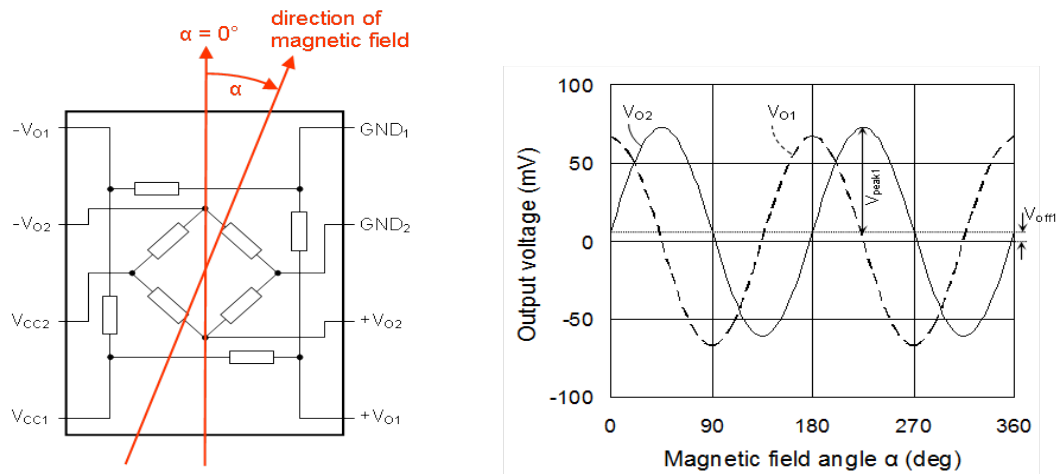 α = 0°
direction of
magnetic field
α
-VO1
GND1
-VO2
GND2
VCC2
+VO2
VCC1
+VO1
100
50
0
-50
-100
Output voltage (mV)
VO2
VO1
Vpeak1
Voff1
0
90
180
270
360
Magnetic field angle α (deg)